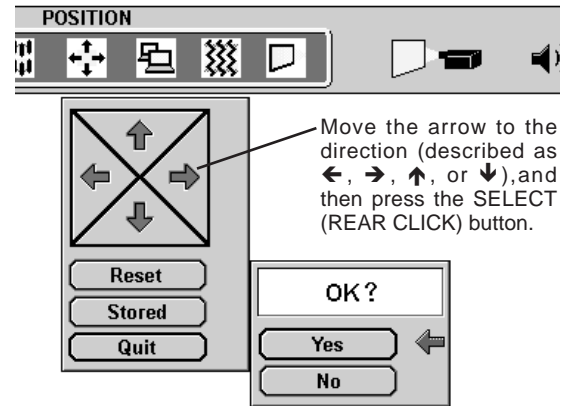 POSITION
Move the arrow to the
direction (described as
←, →, ↑, or ↓),and
then press the SELECT
(REAR CLICK) button.
Reset
Stored
Quit
OK?
Yes
No